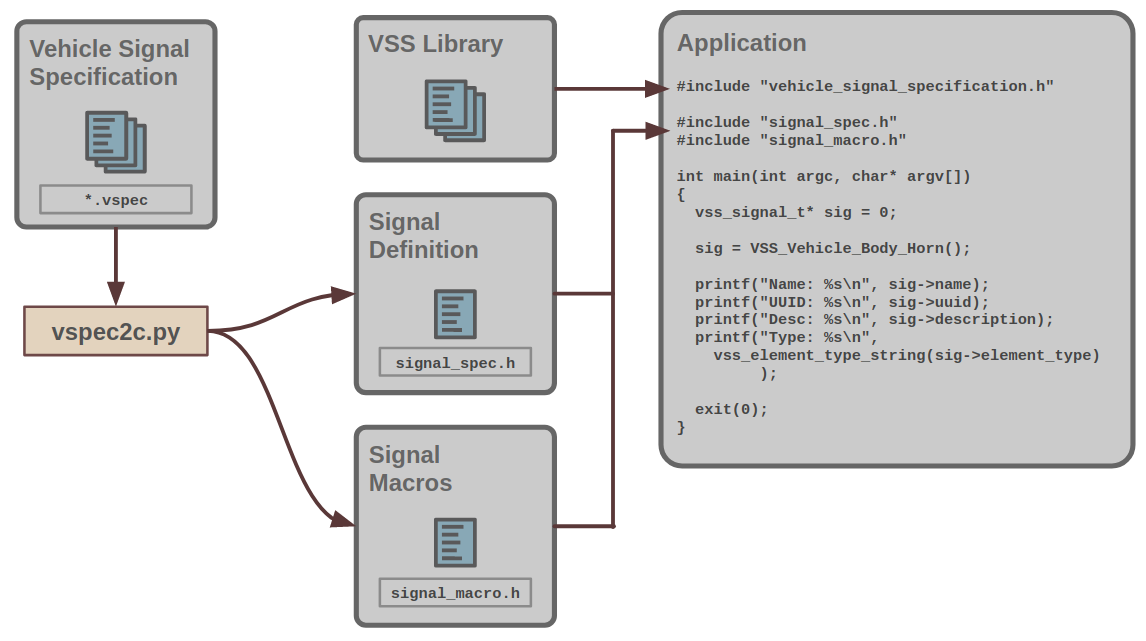 Vehicle Signal
Specification
*.vspec
vspec2c.py
VSS Library
Signal
Definition
signal_spec.h
Signal
Macros
signal_macro.h
Application
#include "vehicle_signal_specification.h"
#include "signal_spec.h"
#include "signal_macro.h"
int main(int argc, char* argv[])
{
vss_signal_t* sig = 0;
sig = VSS_Vehicle_Body_Horn();
printf("Name: %s\n", sig->name);
printf("UUID: %s\n", sig->uuid);
printf("Desc: %s\n", sig->description);
printf("Type: %s\n",
vss_element_type_string(sig->element_type)
);
exit(0);
}